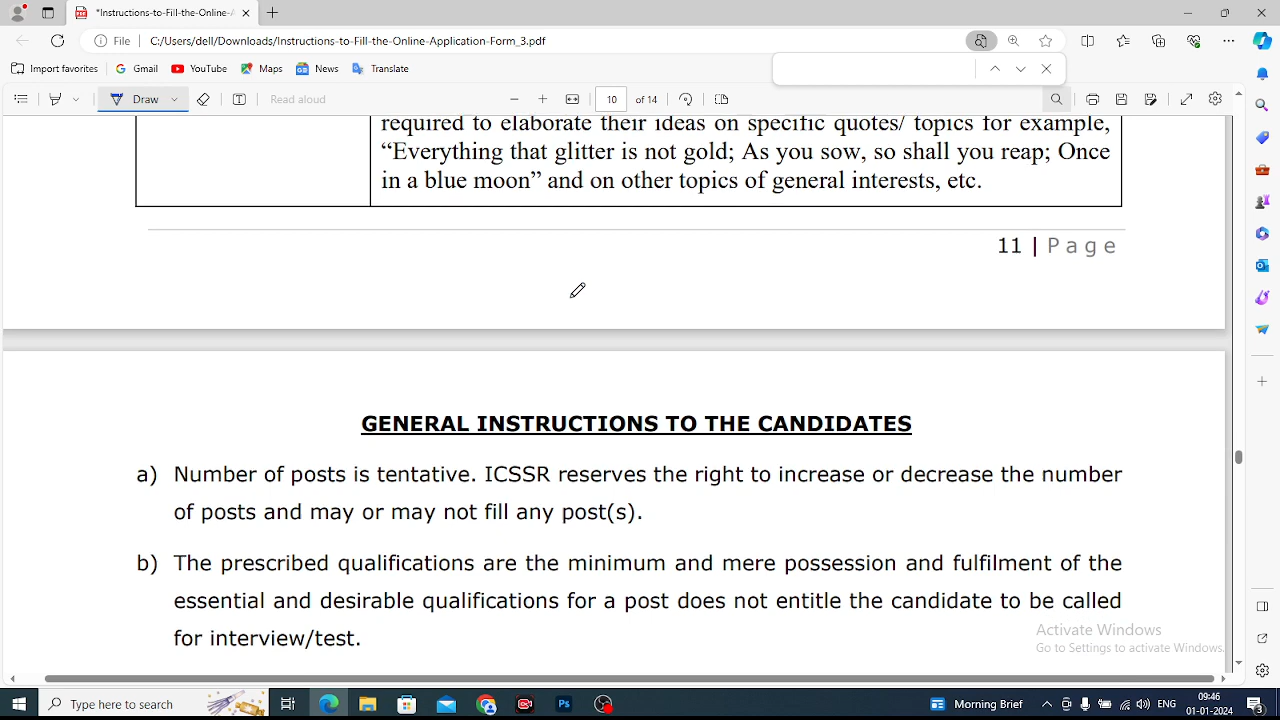 *Instructions-to-Fill-the-Online-A
File
C:/Users/dell/Downloads/Instructions-to-Fill-the-Online-Application-Form_3.pdf
Import favorites
Gmail
YouTube
Maps
News
Translate
Draw
Read aloud
10
of 14
required to elaborate their ideas on specific quotes/ topics for example,
“Everything that glitter is not gold; As you sow, so shall you reap; Once
in a blue moon” and on other topics of general interests, etc.
11 | P a g e
GENERAL INSTRUCTIONS TO THE CANDIDATES
a) Number of posts is tentative. ICSSR reserves the right to increase or decrease the number
of posts and may or may not fill any post(s).
b) The prescribed qualifications are the minimum and mere possession and fulfilment of the
essential and desirable qualifications for a post does not entitle the candidate to be called
for interview/test.
Activate Windows
Go to Settings to activate Windows.
Type here to search
Ps
Morning Brief
ENG
09:46
01-01-2024
3